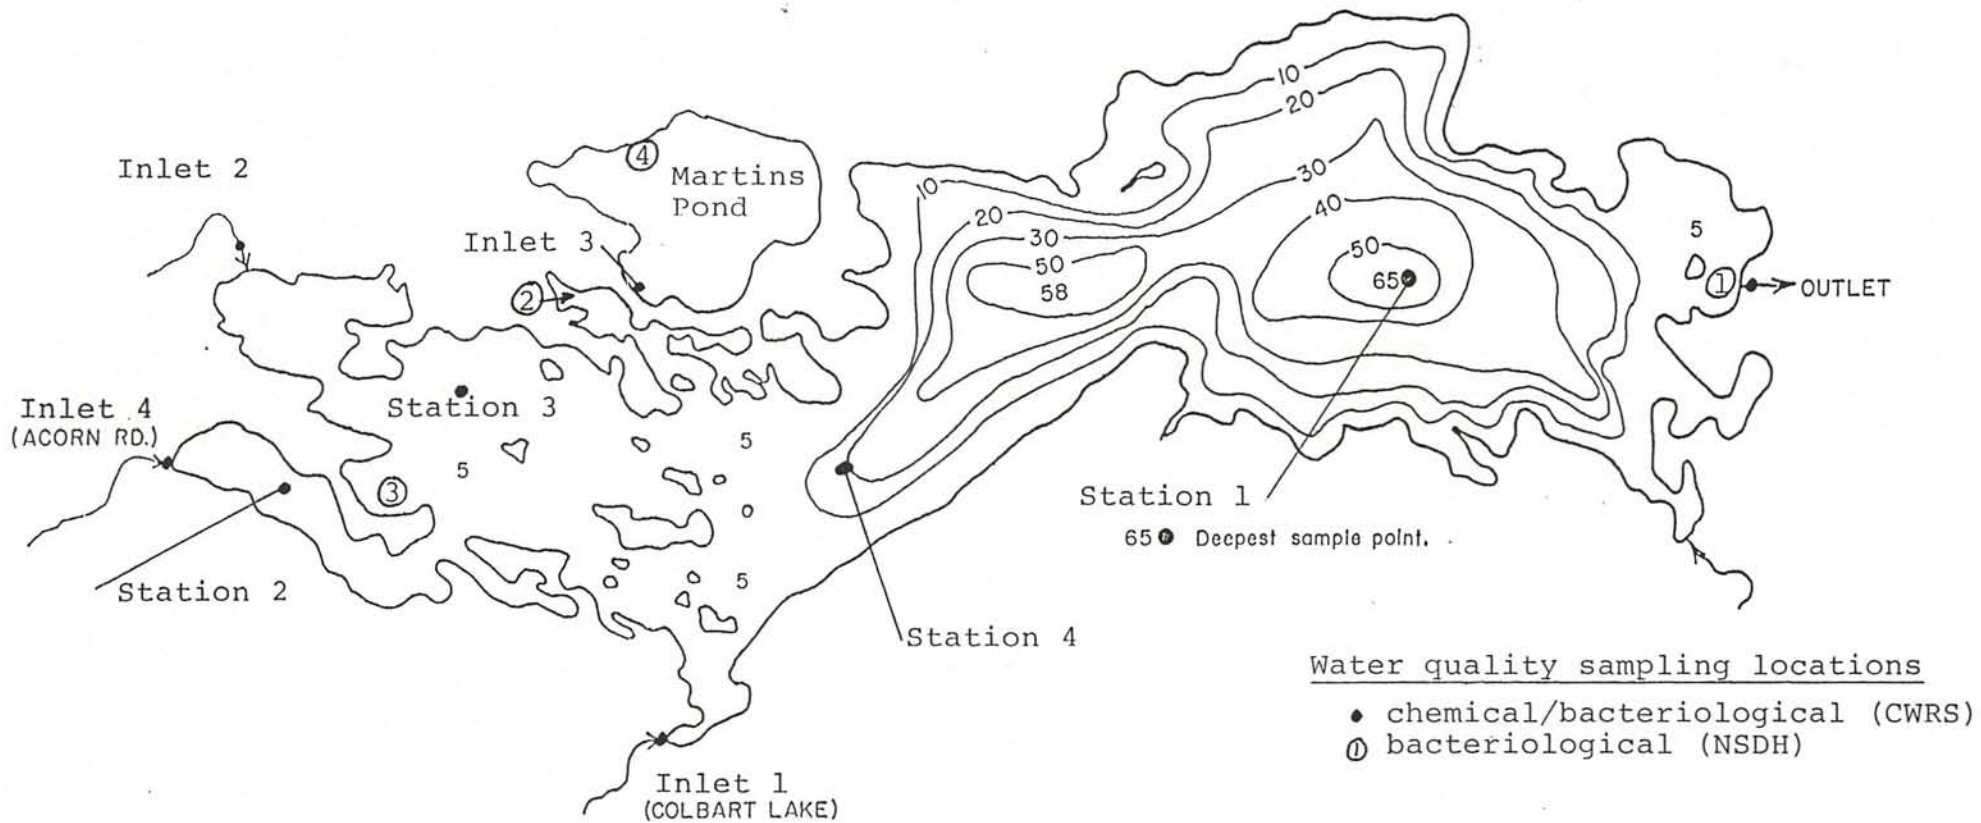 10
20
30
40
50
65
10
20
30
50
58
5
①
OUTLET
Inlet 2
④
Martins
Pond
Inlet 3
②
Station 3
Inlet 4
(ACORN RD.)
5
③
5
5
Station 2
Station 1
65 Deepest sample point.
Station 4
Inlet 1
(COLBART LAKE)
Water quality sampling locations
chemical/bacteriological (CWRS)
① bacteriological (NSDH)